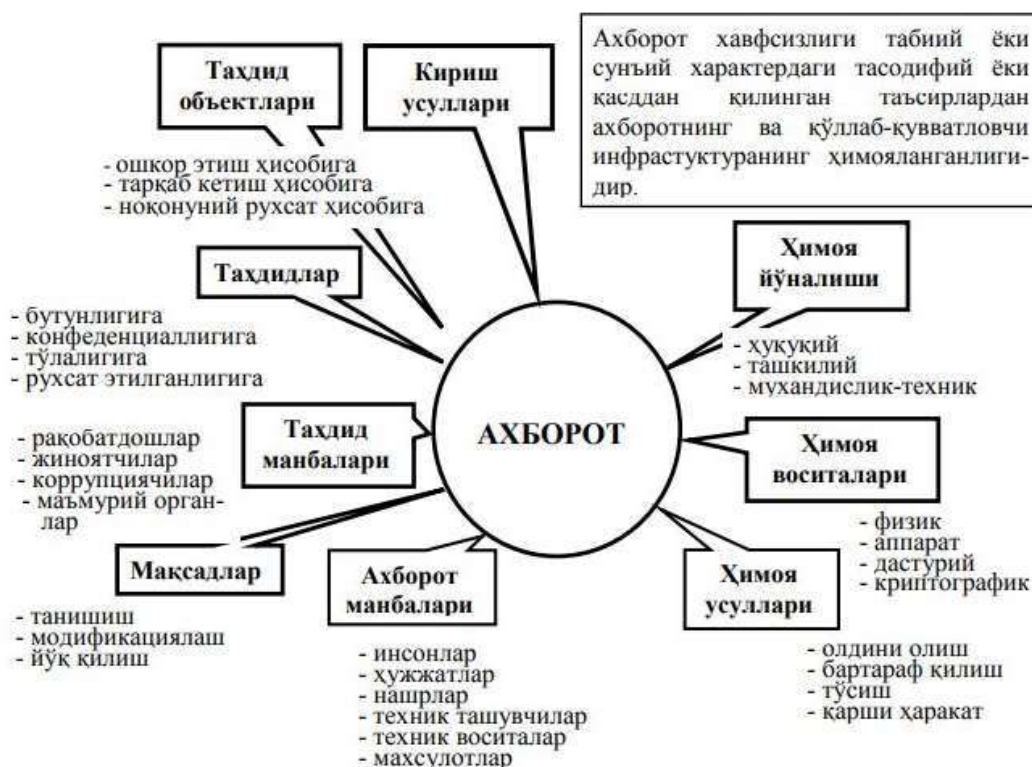 Таҳдид
объектлари
- ошкор этиш ҳисобига
- тарқаб кетиш ҳисобига
- ноқонуний рухсат ҳисобига
Кириш
усуллари
Ахборот хавфсизлиги табиий ёки
сунъий характердаги тасодифий ёки
қасддан қилинган таъсирлардан
ахборотнинг ва қўллаб-қувватловчи
инфраструктуранинг ҳимояланганлиги-
дир.
Таҳдидлар
- бутунлигига
- конфеденциаллигига
- тўлалигига
- рухсат этилганлигига
Ҳимоя
йўналиши
- ҳуқуқий
- ташкилий
- мухандислик-техник
АХБОРОТ
Таҳдид
манбалари
- рақобатдошлар
- жиноятчилар
- коррупциячилар
- маъмурий орган-
лар
Ҳимоя
воситалари
- физик
- аппарат
- дастурий
- криптографик
Мақсадлар
- танишиш
- модификациялаш
- йўқ қилиш
Ахборот
манбалари
- инсонлар
- ҳужжатлар
- нашрлар
- техник ташувчилар
- техник воситалар
- махсулотлар
Ҳимоя
усуллари
- олдини олиш
- бартараф қилиш
- тўсиш
- қарши ҳаракат